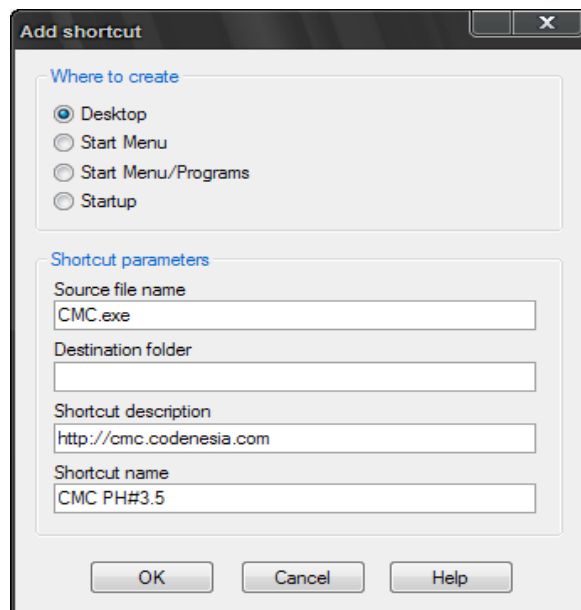 Add shortcut
X
Where to create
Desktop
Start Menu
Start Menu/Programs
Startup
Shortcut parameters
Source file name
CMC.exe
Destination folder
Shortcut description
http://cmc.codenesia.com
Shortcut name
CMC PH#3.5
OK Cancel Help